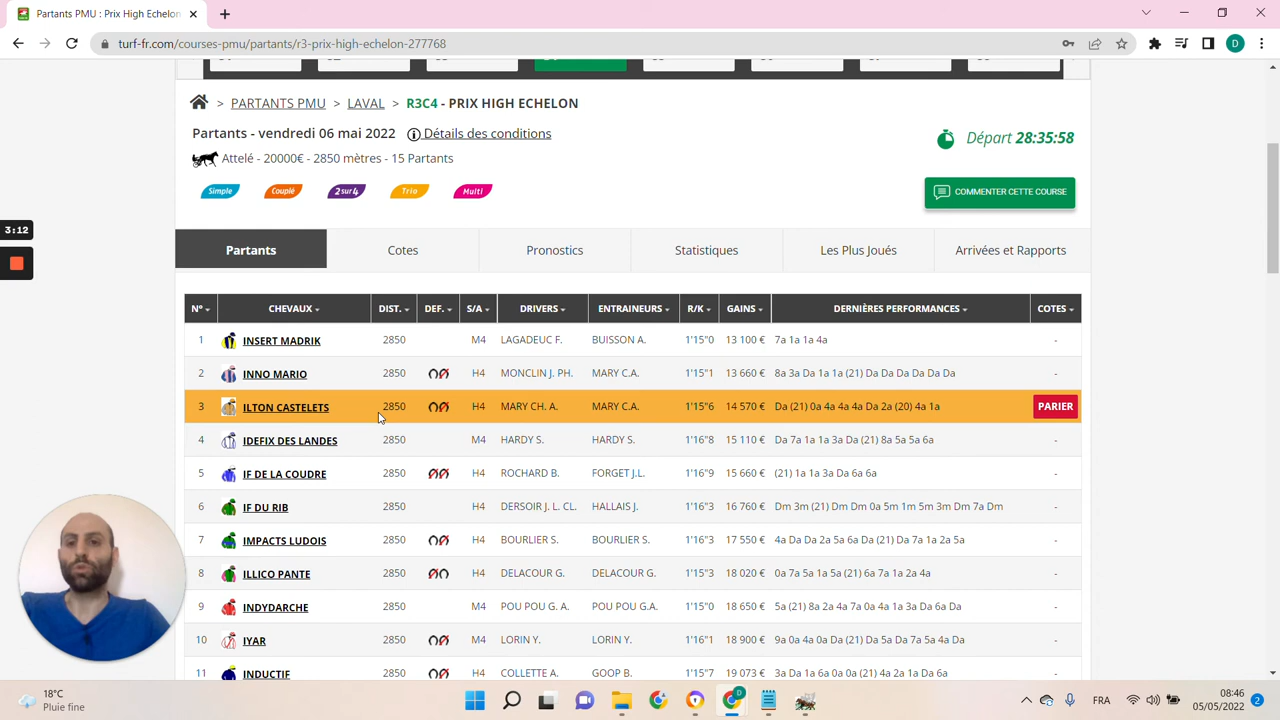 Partants PMU : Prix High Echelon
turf-fr.com/courses-pmu/partants/r3-prix-high-echelon-277768
D
> PARTANTS PMU > LAVAL > R3C4 - PRIX HIGH ECHELON
Partants - vendredi 06 mai 2022 Détails des conditions
Départ 28:35:58
Attelé - 20000€ - 2850 mètres - 15 Partants
Simple Couplé 2sur4 Trio Multi
COMMENTER CETTE COURSE
3:12
Partants Cotes Pronostics Statistiques Les Plus Joués Arrivées et Rapports
N° CHEVAUX DIST. DEF. S/A DRIVERS ENTRAINEURS R/K GAINS DERNIÈRES PERFORMANCES COTES
1 INSERT MADRIK 2850 M4 LAGADEUC F. BUISSON A. 1'15"0 13 100 € 7a 1a 1a 4a -
2 INNO MARIO 2850 H4 MONCLIN J. PH. MARY C.A. 1'15"1 13 660 € 8a 3a Da 1a 1a (21) Da Da Da Da Da Da -
3 ILTON CASTELETS 2850 H4 MARY CH. A. MARY C.A. 1'15"6 14 570 € Da (21) 0a 4a 4a 4a Da 2a (20) 4a 1a PARIER
4 IDEFIX DES LANDES 2850 M4 HARDY S. HARDY S. 1'16"8 15 110 € Da 7a 1a 1a 3a Da (21) 8a 5a 5a 6a -
5 IF DE LA COUDRE 2850 H4 ROCHARD B. FORGET J.L. 1'16"9 15 660 € (21) 1a 1a 3a Da 6a 6a -
6 IF DU RIB 2850 H4 DERSOIR J. L. CL. HALLAIS J. 1'16"3 16 760 € Dm 3m (21) Dm Dm 0a 5m 1m 5m 3m Dm 7a Dm -
7 IMPACTS LUDOIS 2850 H4 BOURLIER S. BOURLIER S. 1'16"3 17 550 € 4a Da Da 2a 5a 6a Da (21) Da 7a 1a 2a 5a -
8 ILLICO PANTE 2850 H4 DELACOUR G. DELACOUR G. 1'15"3 18 020 € 0a 7a 5a 1a 5a (21) 6a 7a 1a 2a 4a -
9 INDYDARCHE 2850 M4 POU POU G. A. POU POU G.A. 1'15"0 18 650 € 5a (21) 8a 2a 4a 7a 0a 4a 1a 3a Da 6a Da -
10 IYAR 2850 M4 LORIN Y. LORIN Y. 1'16"1 18 900 € 9a 0a 4a 0a Da (21) Da 5a Da 7a 5a 4a Da -
11 INDUCTIF 2850 H4 COLLETTE A. GOOP B. 1'15"7 19 073 € 3a Da 1a 6a 0a 0a (21) 4a 2a 1a Da 6a -
18°C
Pluie fine
FRA
08:46
05/05/2022
2